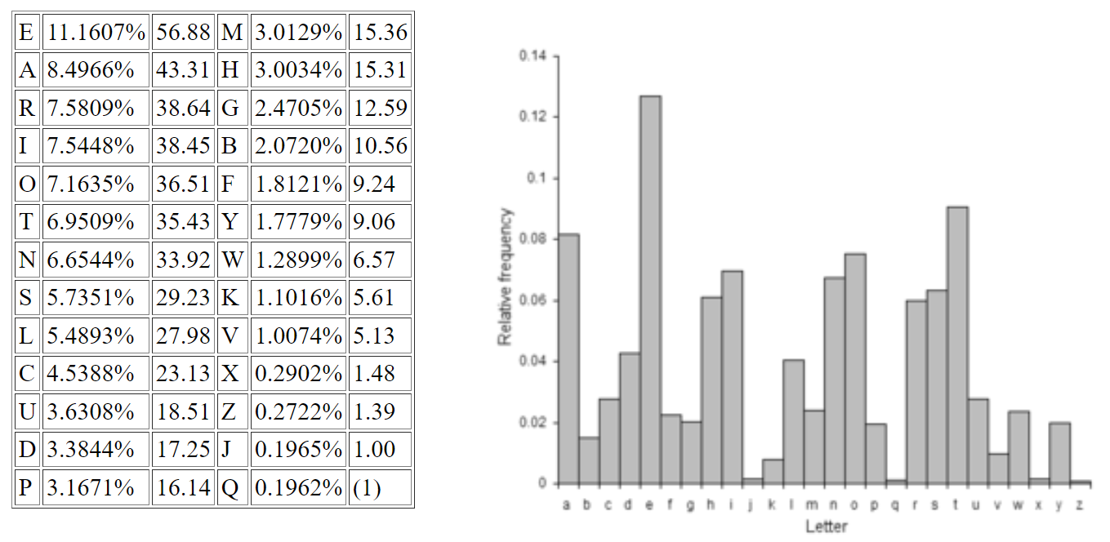 E 11.1607% 56.88 M 3.0129% 15.36
A 8.4966% 43.31 H 3.0034% 15.31
R 7.5809% 38.64 G 2.4705% 12.59
I 7.5448% 38.45 B 2.0720% 10.56
O 7.1635% 36.51 F 1.8121% 9.24
T 6.9509% 35.43 Y 1.7779% 9.06
N 6.6544% 33.92 W 1.2899% 6.57
S 5.7351% 29.23 K 1.1016% 5.61
L 5.4893% 27.98 V 1.0074% 5.13
C 4.5388% 23.13 X 0.2902% 1.48
U 3.6308% 18.51 Z 0.2722% 1.39
D 3.3844% 17.25 J 0.1965% 1.00
P 3.1671% 16.14 Q 0.1962% (1)
Relative frequency
0.14
0.12
0.1
0.08
0.06
0.04
0.02
0
a b c d e f g h i j k l m n o p q r s t u v w x y z
Letter